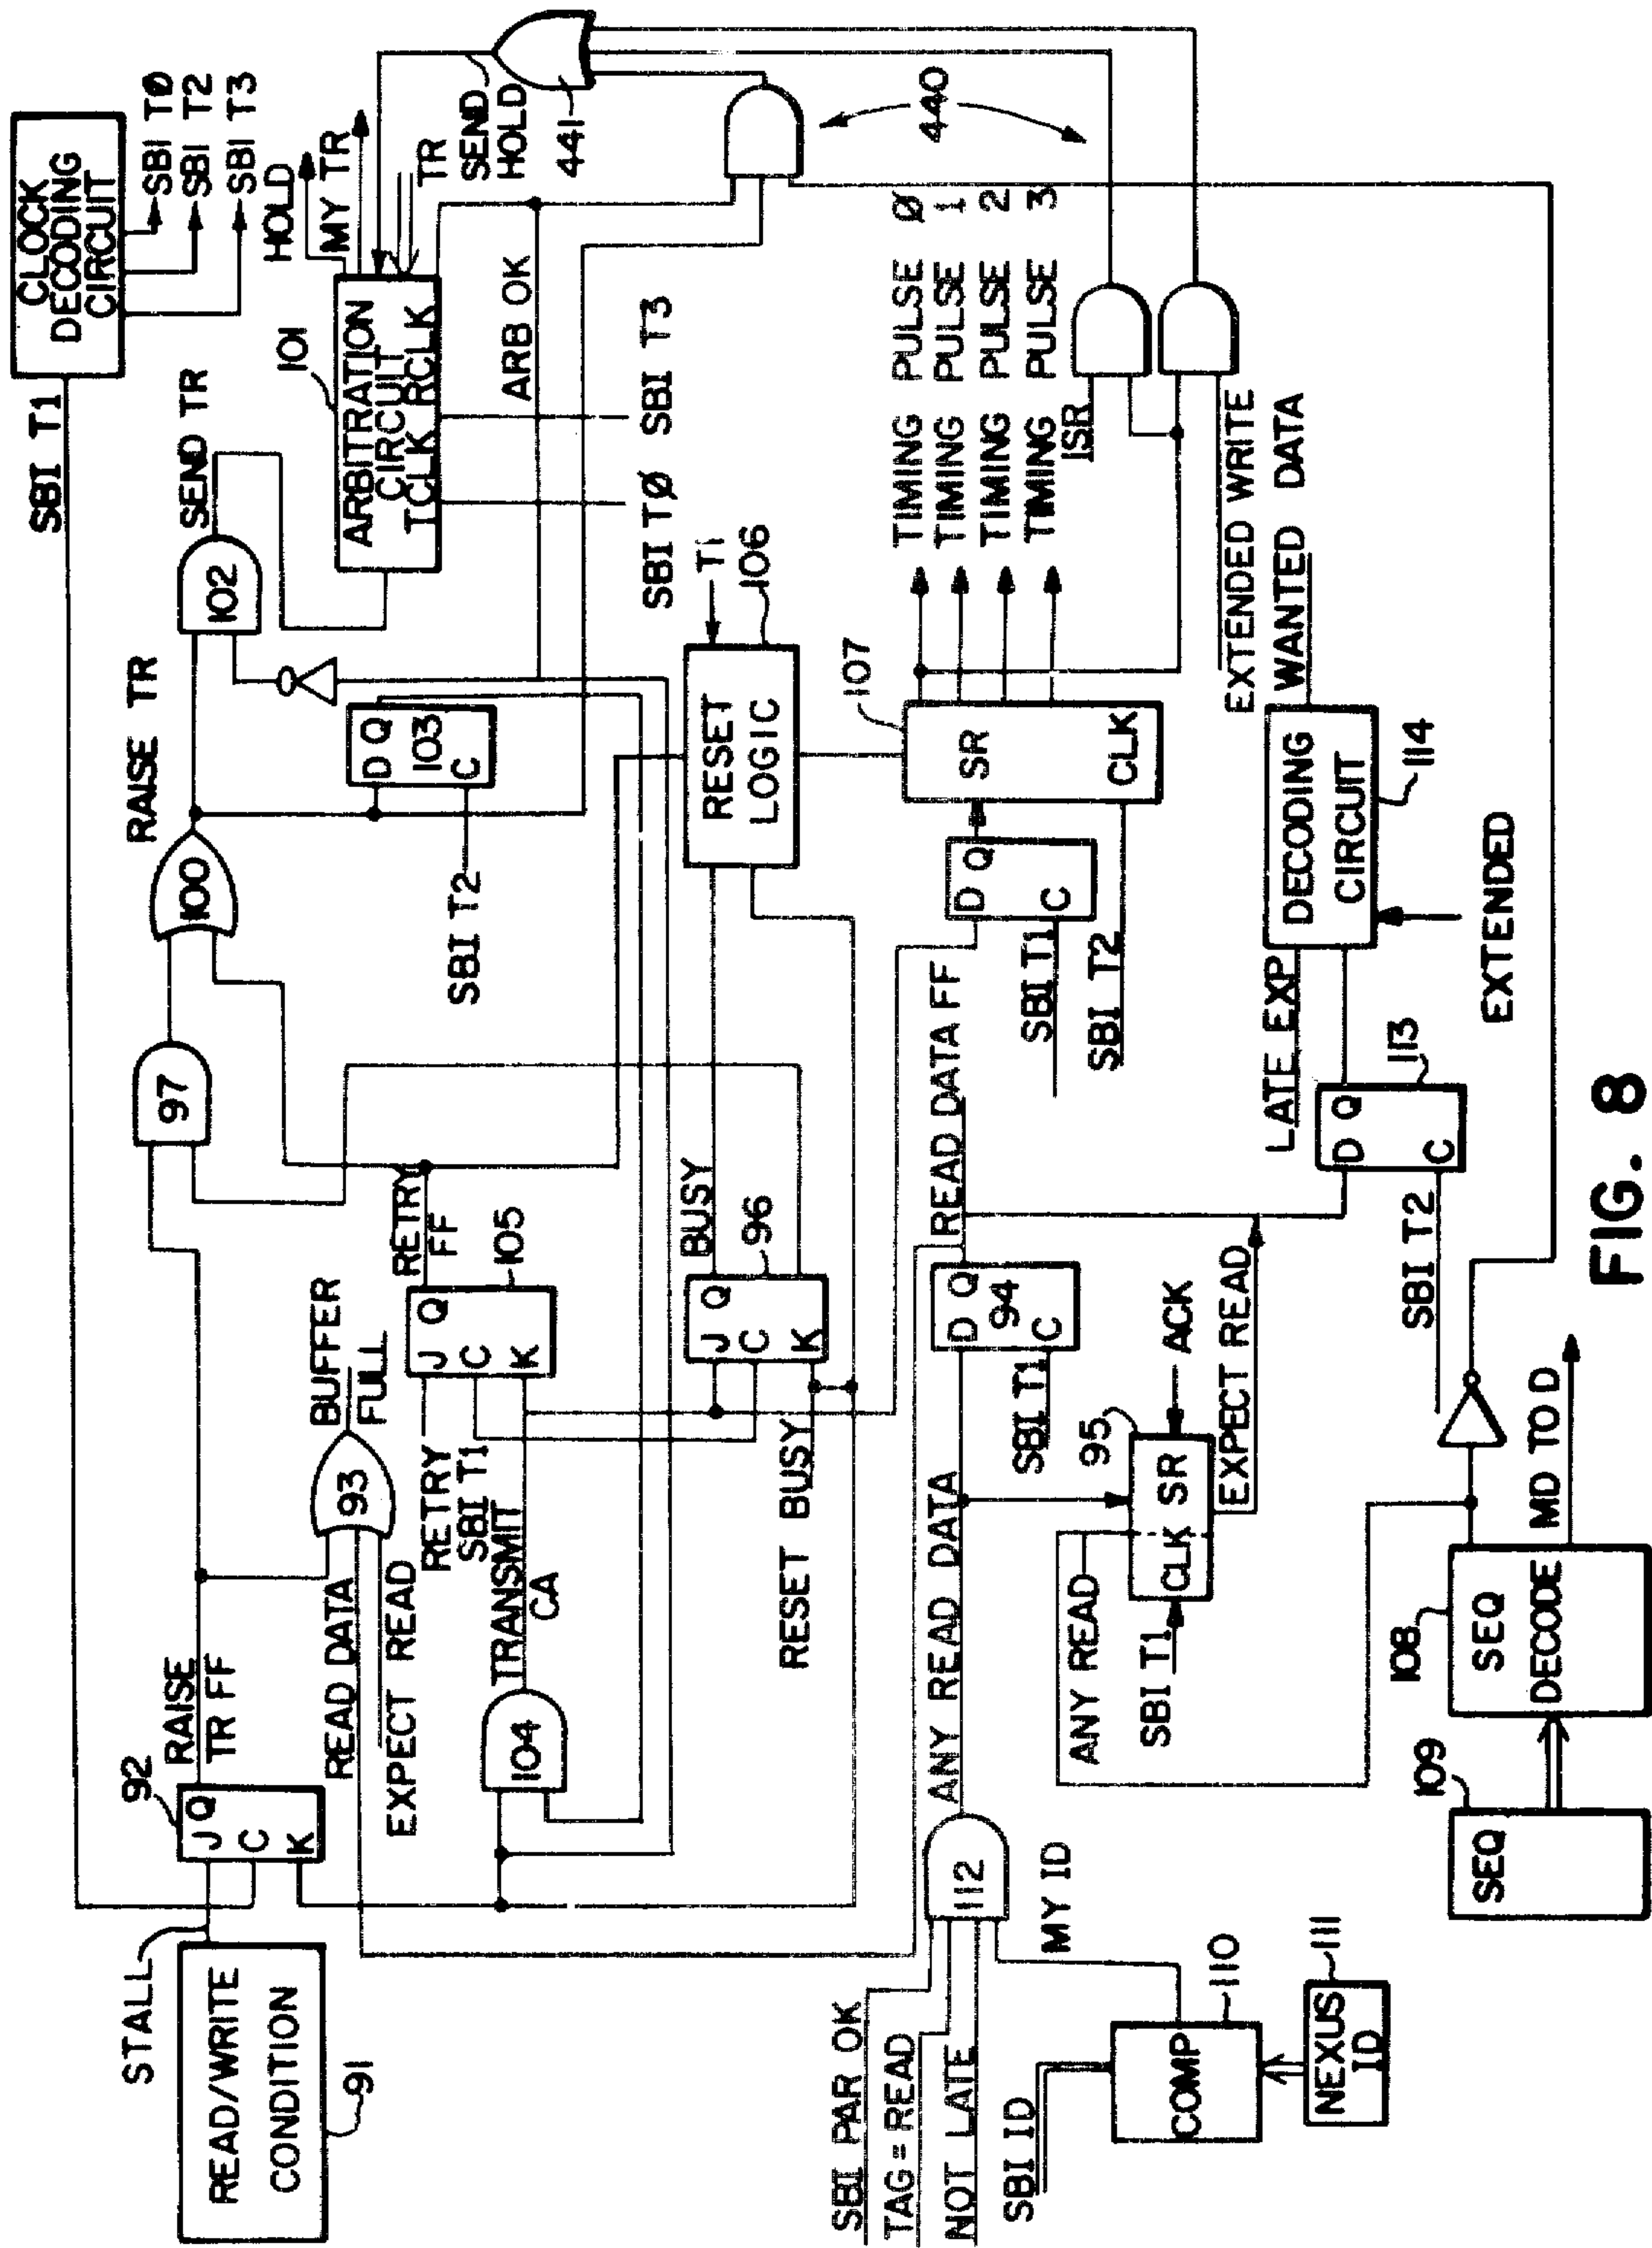 CLOCK
DECODING
CIRCUIT
SBI T1
SBI TØ
SBI T2
SBI T3
HOLD
MY TR
TR
SEND
HOLD
441
SEND TR
101
ARBITRATION
CIRCUIT
TCLK RCLK
ARB OK
SBI TØ
SBI T3
102
RAISE TR
100
D Q
103
C
SBI T2
97
RESET
LOGIC
T1
106
440
107
SR
CLK
TIMING PULSE Ø
TIMING PULSE 1
TIMING PULSE 2
TIMING PULSE 3
ISR
EXTENDED WRITE
D Q
C
SBI T1
SBI T2
WANTED DATA
DECODING
CIRCUIT
114
LATE EXP
EXTENDED
D Q
C
113
SBI T2
STALL
READ/WRITE
CONDITION
91
92
J Q
C
K
RAISE
TR FF
93
BUFFER
FULL
READ DATA
EXPECT READ
RETRY
SBI T1
TRANSMIT
CA
104
J Q
C
K
RETRY
FF
105
BUSY
J Q
C
K
96
RESET BUSY
READ DATA FF
D Q
94
C
SBI T1
ANY READ DATA
95
CLK SR
ACK
EXPECT READ
ANY READ
SBI T1
112
MY ID
SBI PAR OK
TAG = READ
NOT LATE
SBI ID
COMP
110
NEXUS
ID
111
109
SEQ
108
SEQ
DECODE
MD TO D
FIG. 8